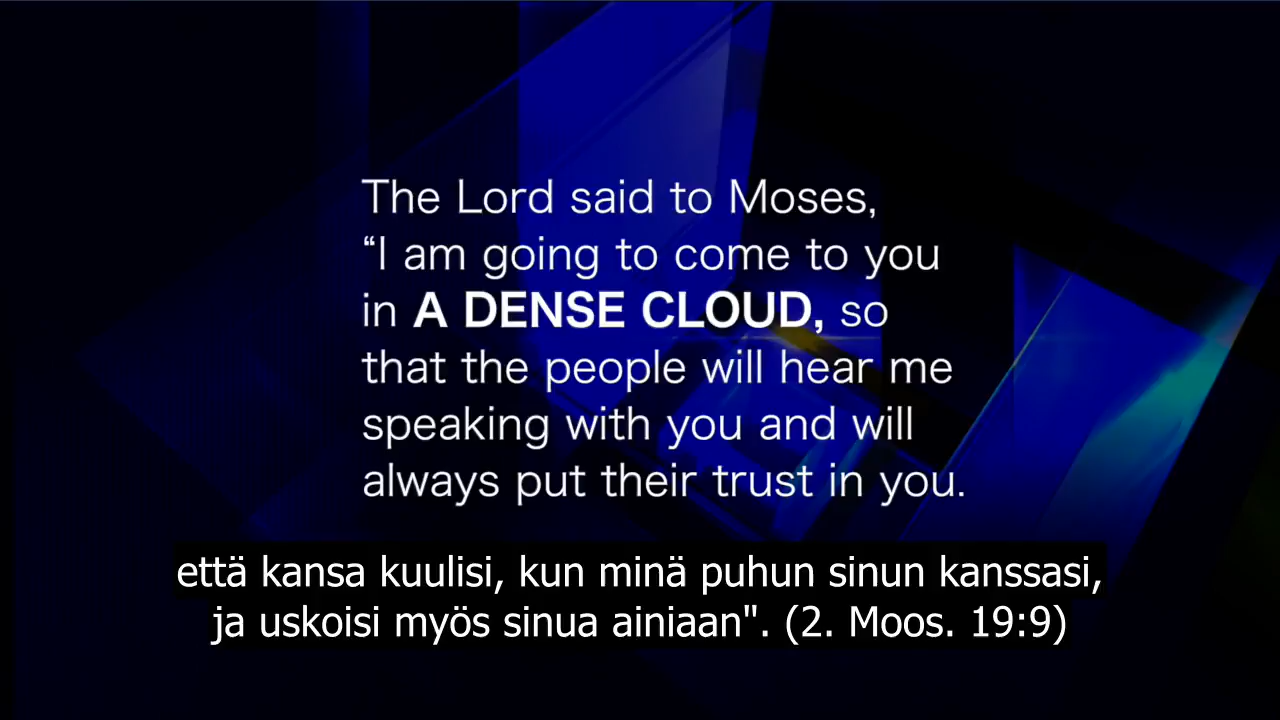 The Lord said to Moses,
“I am going to come to you
in A DENSE CLOUD, so
that the people will hear me
speaking with you and will
always put their trust in you.
että kansa kuulisi, kun minä puhun sinun kanssasi,
ja uskoisi myös sinua ainiaan". (2. Moos. 19:9)